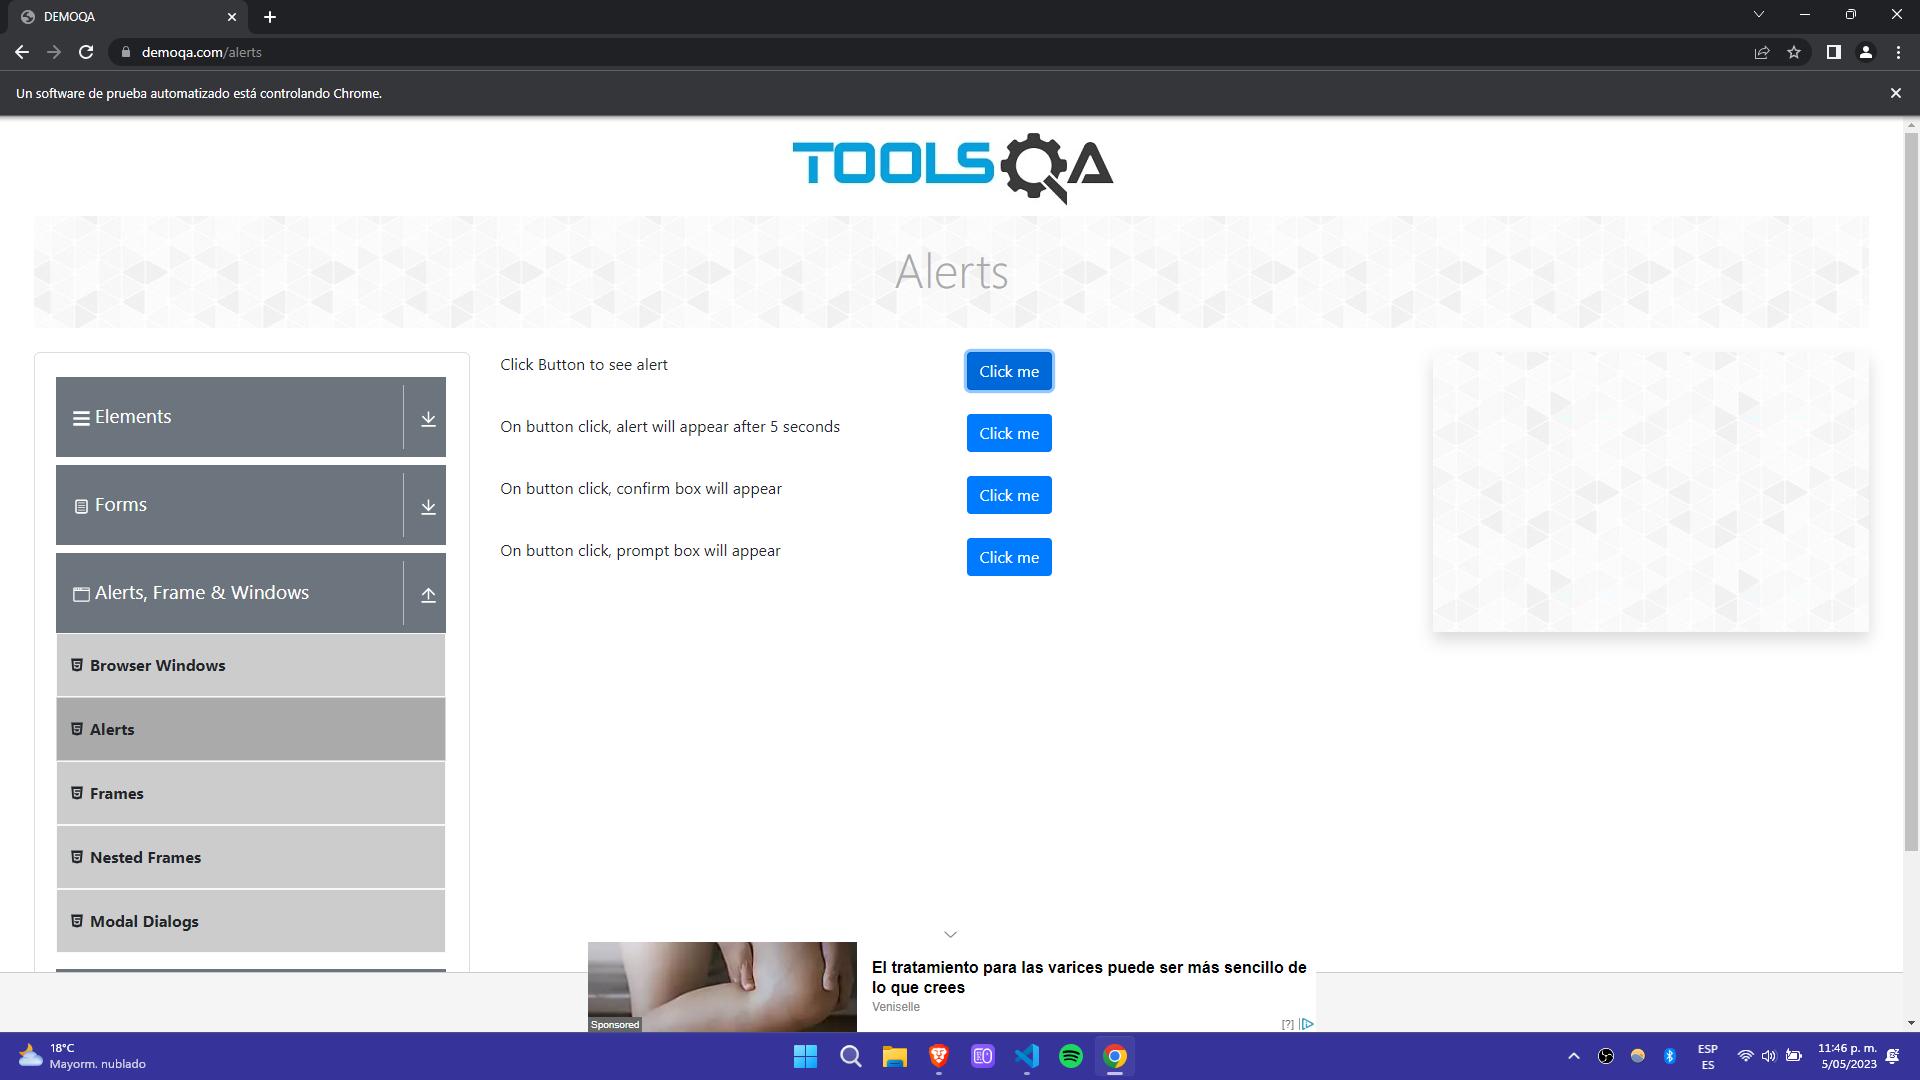 DEMOQA
demoqa.com/alerts
Un software de prueba automatizado está controlando Chrome.
TOOLSQA
Alerts
Elements
Forms
Alerts, Frame & Windows
Browser Windows
Alerts
Frames
Nested Frames
Modal Dialogs
Click Button to see alert
Click me
On button click, alert will appear after 5 seconds
Click me
On button click, confirm box will appear
Click me
On button click, prompt box will appear
Click me
Sponsored
El tratamiento para las varices puede ser más sencillo de
lo que crees
Veniselle
[?]
18°C
Mayorm. nublado
ESP
ES
11:46 p. m.
5/05/2023